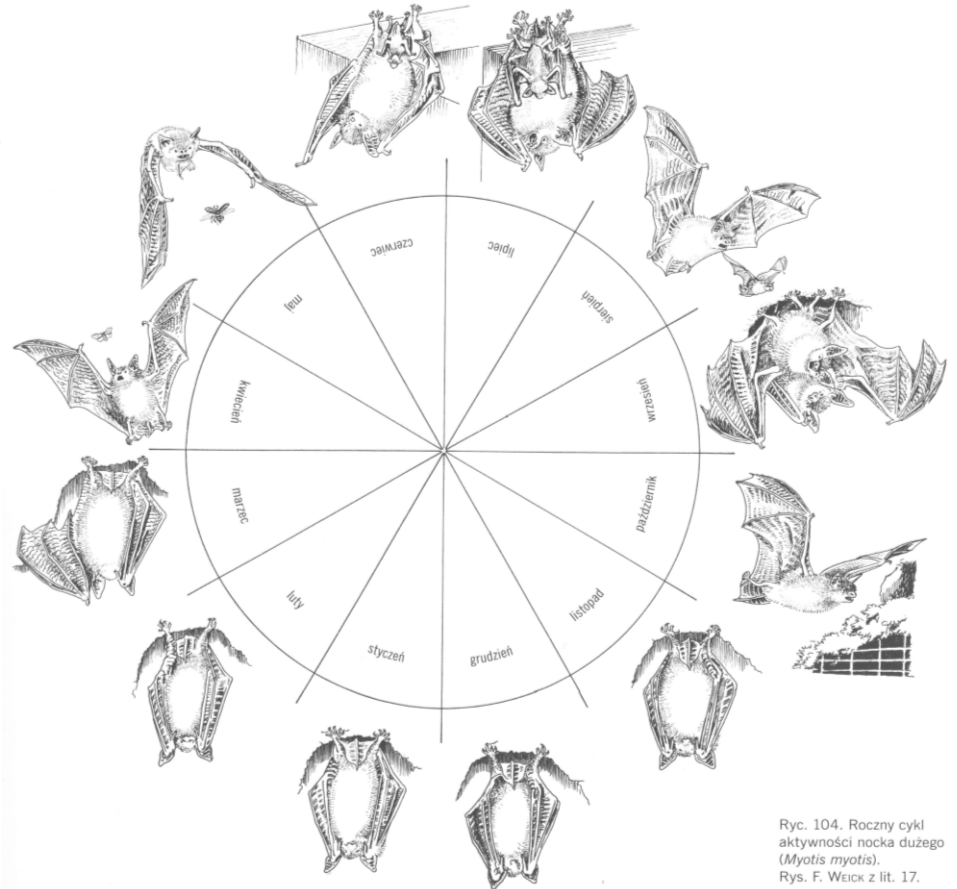 czerwiec
lipiec
maj
sierpień
kwiecień
wrzesień
marzec
październik
luty
listopad
styczeń
grudzień
Ryc. 104. Roczny cykl
aktywności nocka dużego
(Myotis myotis).
Rys. F. WEICK z lit. 17.